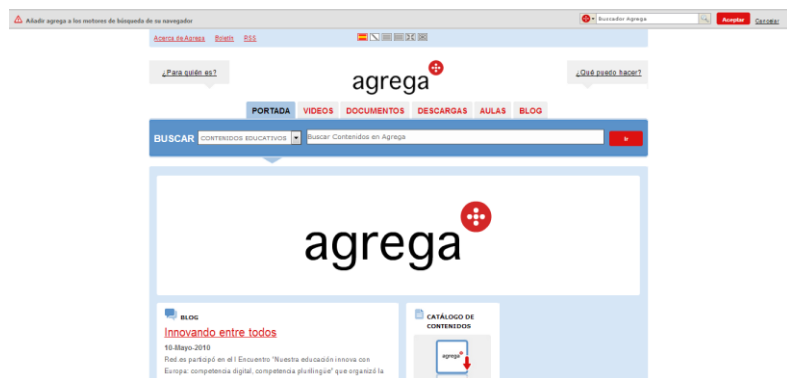 Añadir agrega a los motores de búsqueda de su navegador
Buscador Agrega
Aceptar
Cancelar
Acerca de Agrega Boletín RSS
¿Para quién es?
agrega
¿Qué puedo hacer?
PORTADA VIDEOS DOCUMENTOS DESCARGAS AULAS BLOG
BUSCAR CONTENIDOS EDUCATIVOS Buscar Contenidos en Agrega Ir
agrega
BLOG
Innovando entre todos
10-Mayo-2010
Red.es participó en el I Encuentro "Nuestra educación innova con
Europa: competencia digital, competencia plurilingüe" que organizó la
CATÁLOGO DE
CONTENIDOS
agrega